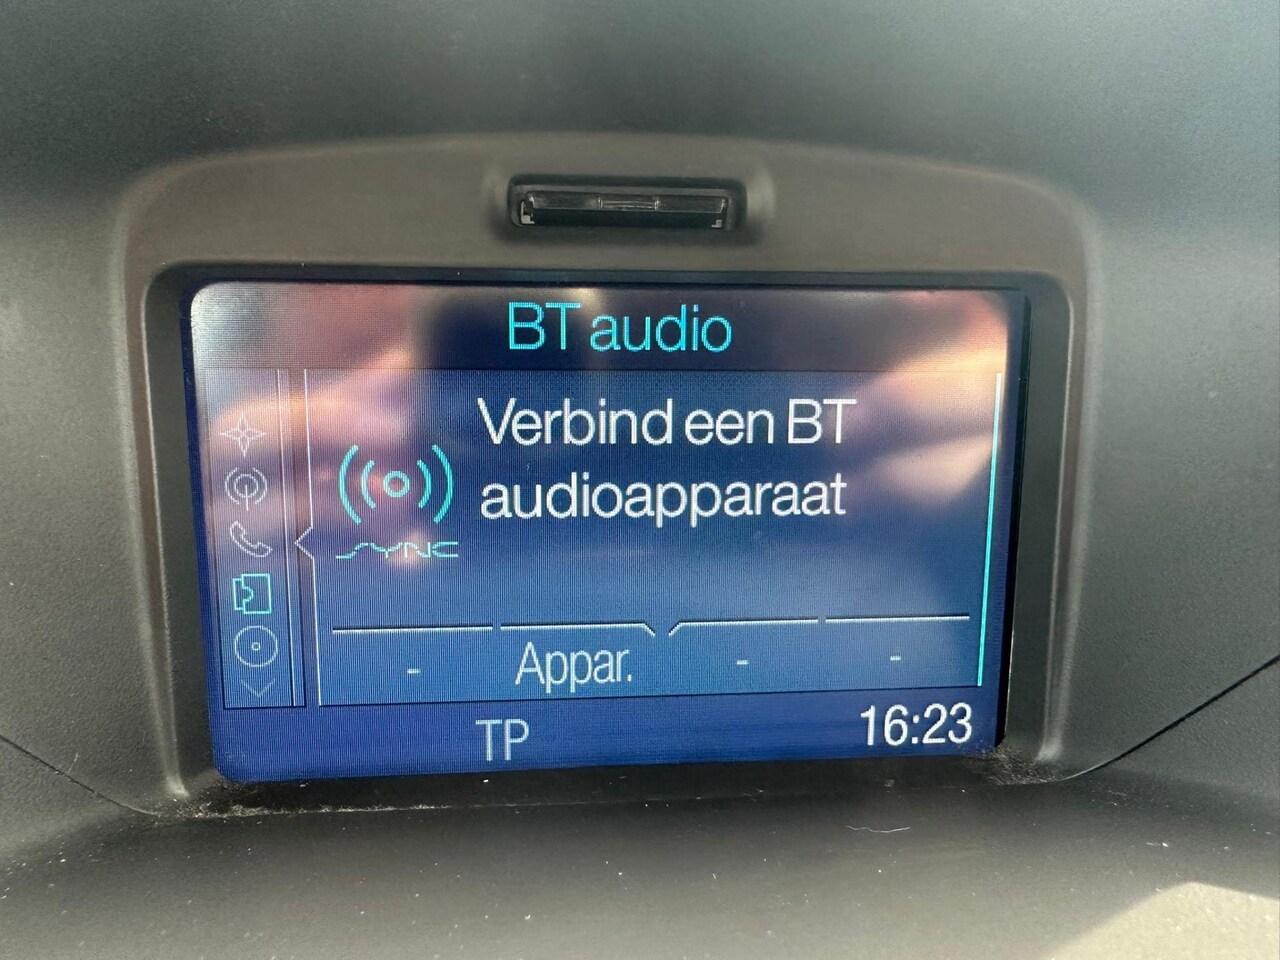 BT audio
Verbind een BT
audioapparaat
SYNC
- Appar. - -
TP 16:23